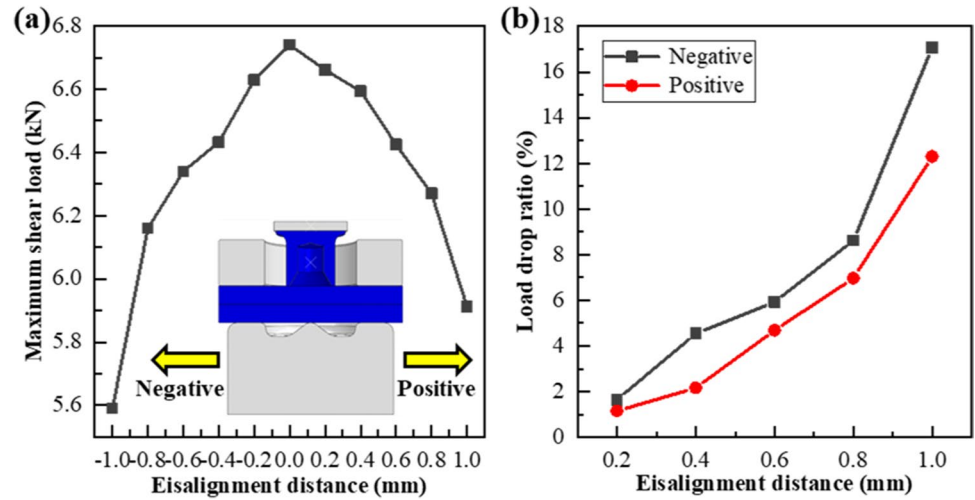 (a)
6.8
6.6
6.4
6.2
6.0
5.8
5.6
Maximum shear load (kN)
Negative
Positive
-1.0 -0.8 -0.6 -0.4 -0.2 0.0 0.2 0.4 0.6 0.8 1.0
Eisalignment distance (mm)
(b)
18
16
14
12
10
8
6
4
2
0
Load drop ratio (%)
Negative
Positive
0.2 0.4 0.6 0.8 1.0
Eisalignment distance (mm)